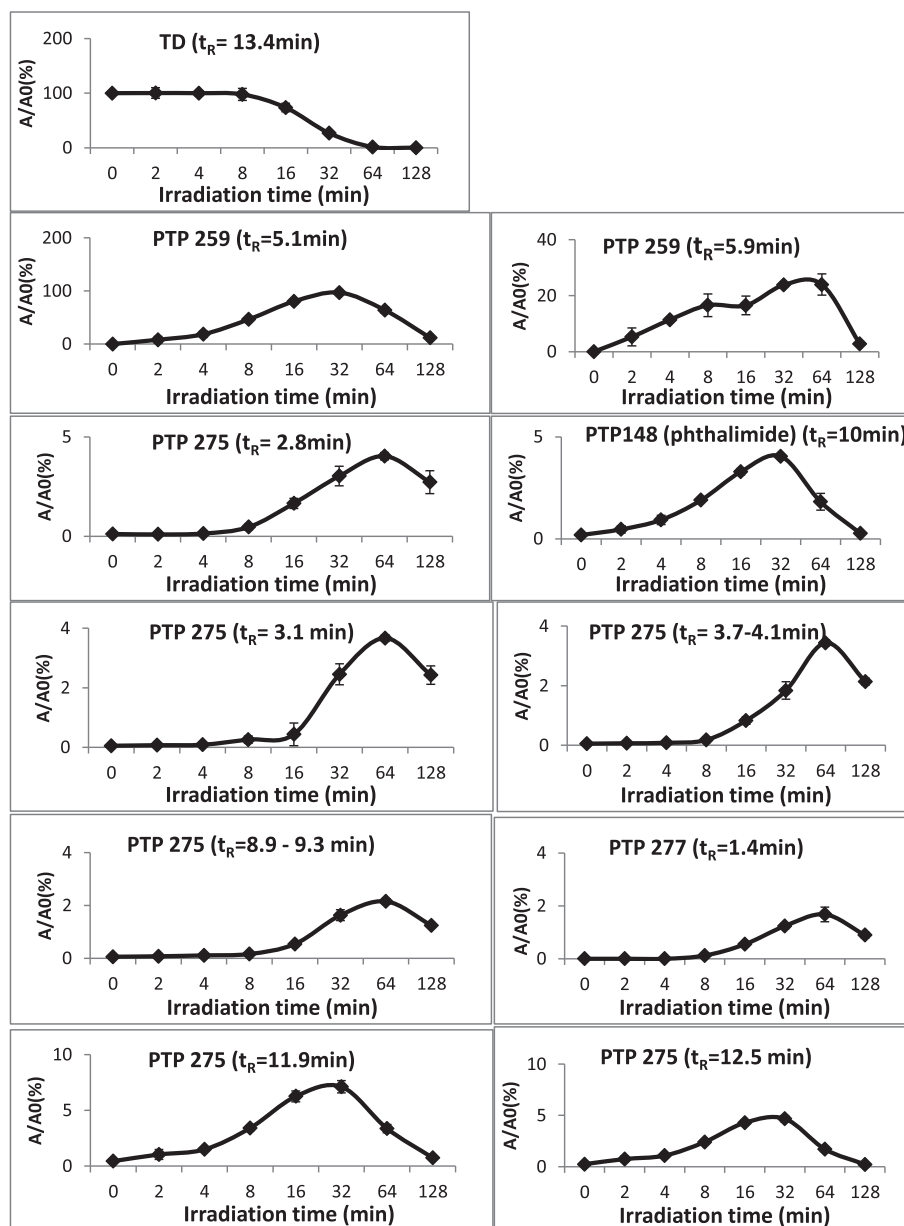 TD (tR= 13.4min)
A/A0(%)
200
100
0
0 2 4 8 16 32 64 128
Irradiation time (min)
PTP 259 (tR=5.1min)
A/A0(%)
200
100
0
0 2 4 8 16 32 64 128
Irradiation time (min)
PTP 259 (tR=5.9min)
A/A0(%)
40
20
0
0 2 4 8 16 32 64 128
Irradiation time (min)
PTP 275 (tR= 2.8min)
A/A0(%)
5
0
0 2 4 8 16 32 64 128
Irradiation time (min)
PTP148 (phthalimide) (tR=10min)
A/A0(%)
5
0
0 2 4 8 16 32 64 128
Irradiation time (min)
PTP 275 (tR= 3.1 min)
A/A0(%)
4
2
0
0 2 4 8 16 32 64 128
Irradiation time (min)
PTP 275 (tR= 3.7-4.1min)
A/A0(%)
4
2
0
0 2 4 8 16 32 64 128
Irradiation time (min)
PTP 275 (tR=8.9 - 9.3 min)
A/A0(%)
4
2
0
0 2 4 8 16 32 64 128
Irradiation time (min)
PTP 277 (tR=1.4min)
A/A0(%)
4
2
0
0 2 4 8 16 32 64 128
Irradiation time (min)
PTP 275 (tR=11.9min)
A/A0(%)
10
5
0
0 2 4 8 16 32 64 128
Irradiation time (min)
PTP 275 (tR=12.5 min)
A/A0(%)
10
5
0
0 2 4 8 16 32 64 128
Irradiation time (min)